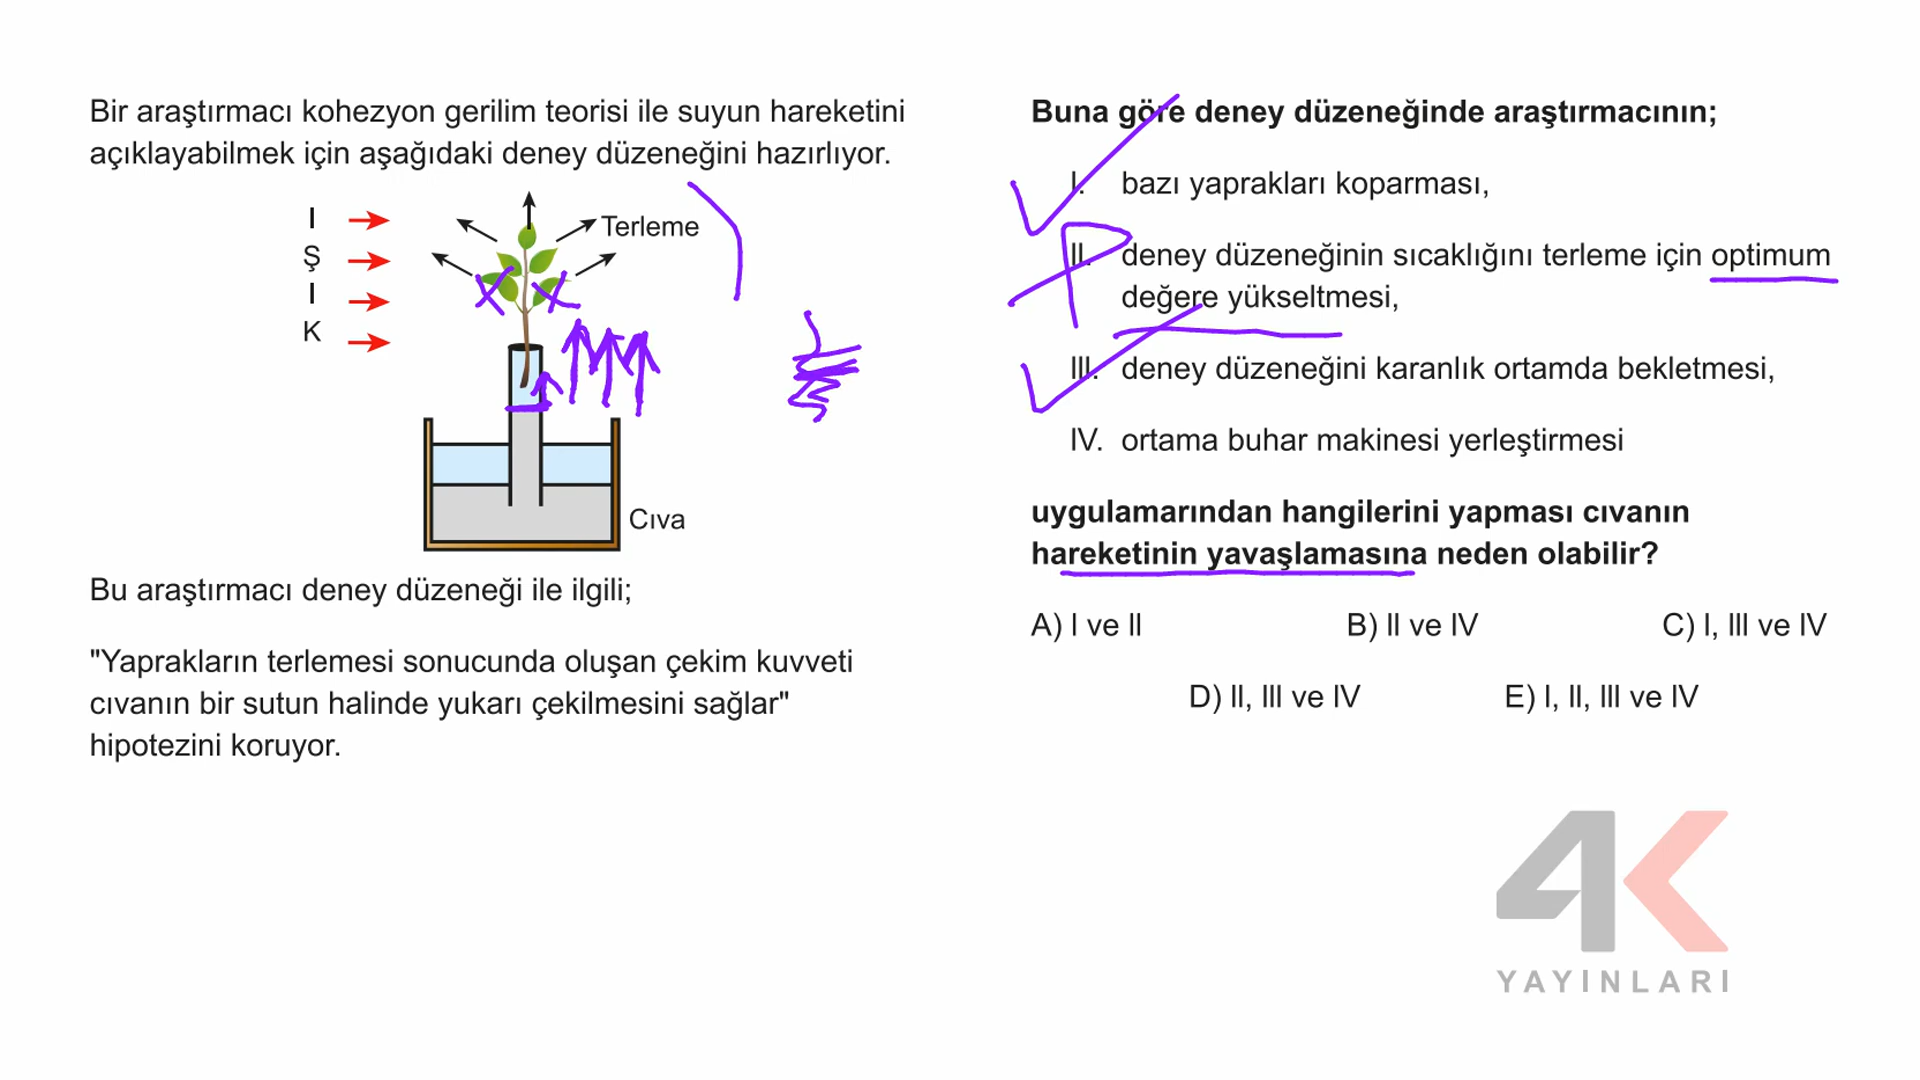 Bir araştırmacı kohezyon gerilim teorisi ile suyun hareketini
açıklayabilmek için aşağıdaki deney düzeneğini hazırlıyor.
I
Ş
I
K
Terleme
Cıva
Bu araştırmacı deney düzeneği ile ilgili;
"Yaprakların terlemesi sonucunda oluşan çekim kuvveti
cıvanın bir sutun halinde yukarı çekilmesini sağlar"
hipotezini koruyor.
Buna göre deney düzeneğinde araştırmacının;
I. bazı yaprakları koparması,
II. deney düzeneğinin sıcaklığını terleme için optimum
değere yükseltmesi,
III. deney düzeneğini karanlık ortamda bekletmesi,
IV. ortama buhar makinesi yerleştirmesi
uygulamarından hangilerini yapması cıvanın
hareketinin yavaşlamasına neden olabilir?
A) I ve II B) II ve IV C) I, III ve IV
D) II, III ve IV E) I, II, III ve IV
4K
YAYINLARI